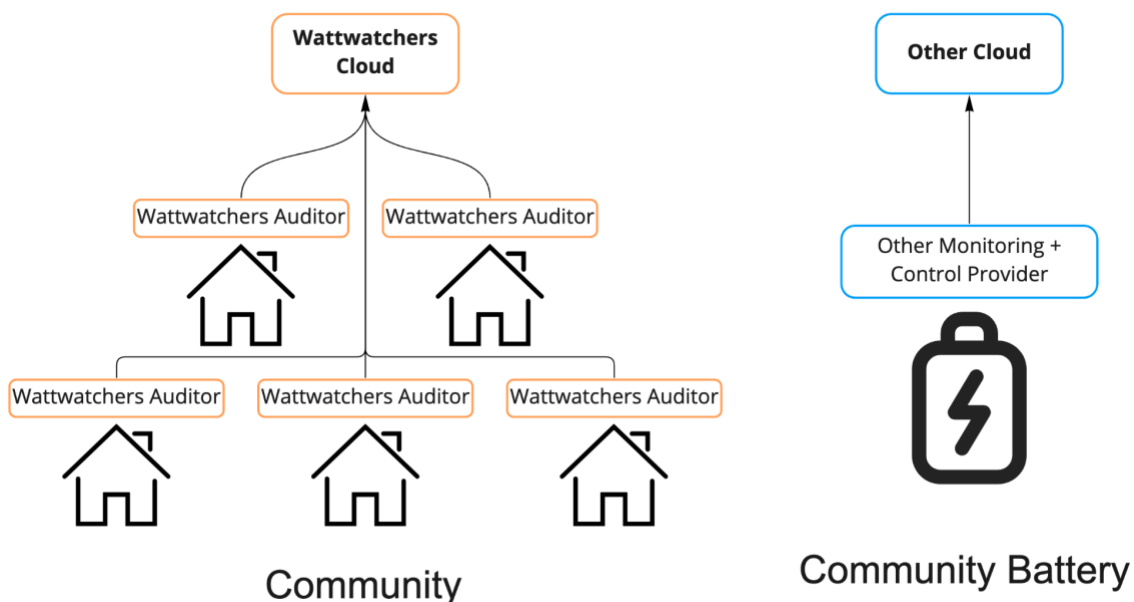 Wattwatchers
Cloud
Other Cloud
Wattwatchers Auditor
Wattwatchers Auditor
Other Monitoring +
Control Provider
Wattwatchers Auditor
Wattwatchers Auditor
Wattwatchers Auditor
Community
Community Battery